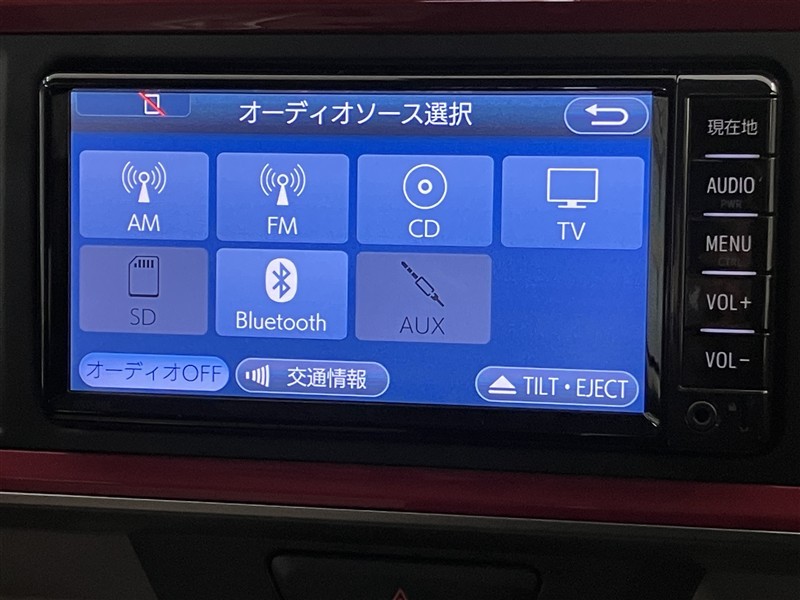 オーディオソース選択
AM
FM
CD
TV
SD
Bluetooth
AUX
オーディオOFF
交通情報
TILT・EJECT
現在地
AUDIO
PWR
MENU
CTRL
VOL+
VOL-